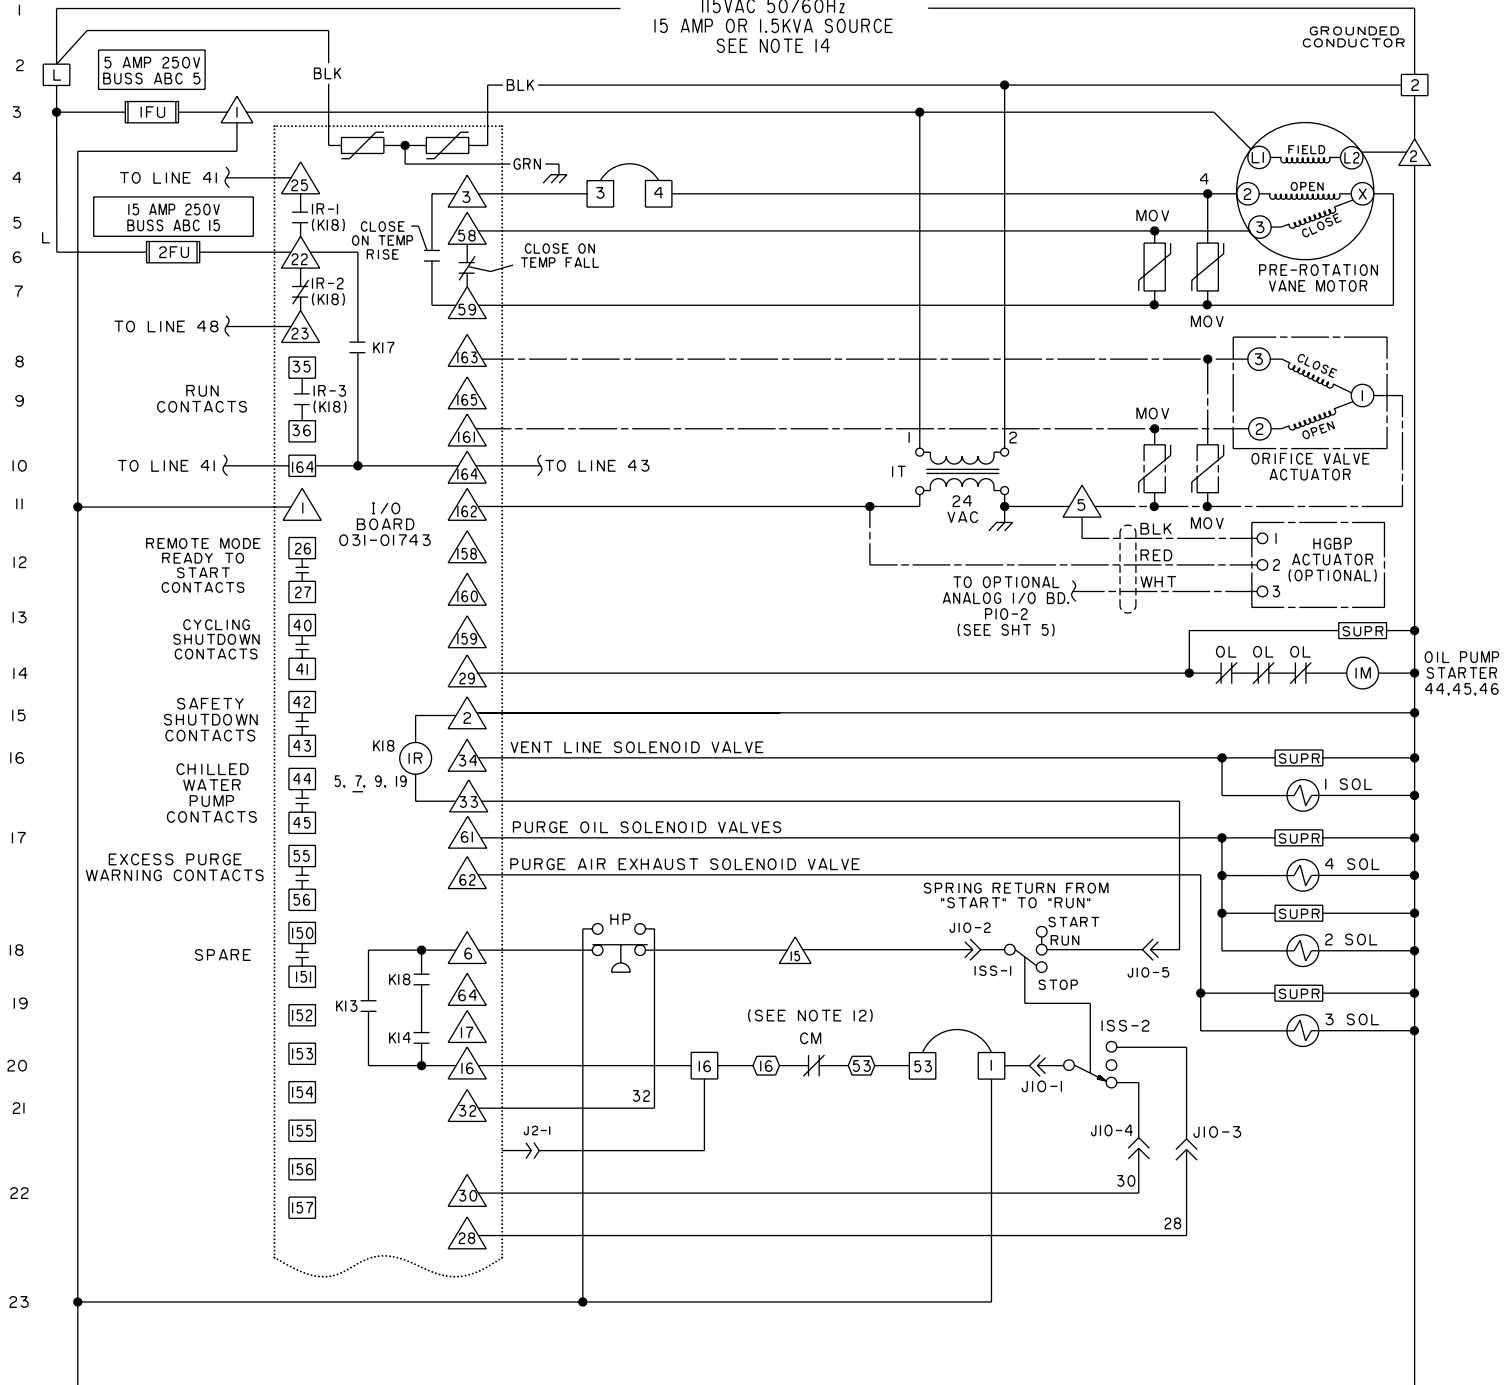 1
115VAC 50/60Hz
15 AMP OR 1.5KVA SOURCE
SEE NOTE 14
GROUNDED
CONDUCTOR
2
L
5 AMP 250V
BUSS ABC 5
BLK
BLK
2
3
1FU
1
GRN
L1
FIELD
L2
2
4
TO LINE 41
25
3
3
4
4
2
OPEN
X
15 AMP 250V
BUSS ABC 15
1R-1
(K18)
5
CLOSE
ON TEMP
RISE
58
MOV
3
CLOSE
L
2FU
22
6
CLOSE ON
TEMP FALL
PRE-ROTATION
VANE MOTOR
7
1R-2
(K18)
59
MOV
TO LINE 48
23
K17
8
163
3
CLOSE
35
RUN
CONTACTS
1R-3
(K18)
9
165
1
36
161
MOV
2
OPEN
1
2
10
TO LINE 41
164
164
TO LINE 43
1T
ORIFICE VALVE
ACTUATOR
11
1
I/O
BOARD
031-01743
162
24
VAC
5
MOV
BLK
1
HGBP
ACTUATOR
(OPTIONAL)
REMOTE MODE
READY TO
START
CONTACTS
26
27
12
158
RED
2
TO OPTIONAL
ANALOG I/O BD.
PIO-2
(SEE SHT 5)
WHT
3
160
13
CYCLING
SHUTDOWN
CONTACTS
40
41
159
SUPR
14
29
OL
OL
OL
1M
OIL PUMP
STARTER
44,45,46
15
SAFETY
SHUTDOWN
CONTACTS
42
43
2
16
K18
1R
5, 7, 9, 19
34
VENT LINE SOLENOID VALVE
SUPR
1 SOL
CHILLED
WATER
PUMP
CONTACTS
44
45
33
17
61
PURGE OIL SOLENOID VALVES
SUPR
EXCESS PURGE
WARNING CONTACTS
55
56
62
PURGE AIR EXHAUST SOLENOID VALVE
4 SOL
SPRING RETURN FROM
"START" TO "RUN"
SUPR
HP
J10-2
START
RUN
STOP
18
SPARE
150
151
6
15
1SS-1
J10-5
2 SOL
K18
19
K13
64
SUPR
152
17
(SEE NOTE 12)
CM
1SS-2
3 SOL
K14
20
153
16
16
16
53
53
1
J10-1
154
32
21
32
155
J2-1
J10-4
J10-3
156
22
30
30
157
28
28
23